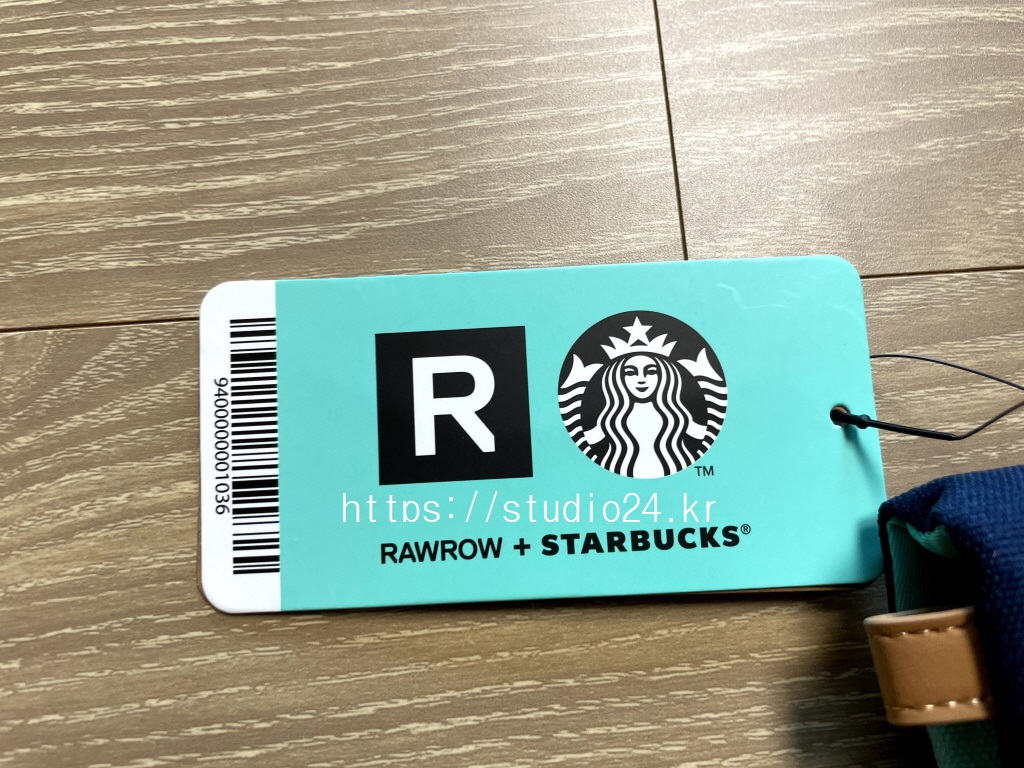 9400000001036
R
TM
https://studio24.kr
RAWROW + STARBUCKS®